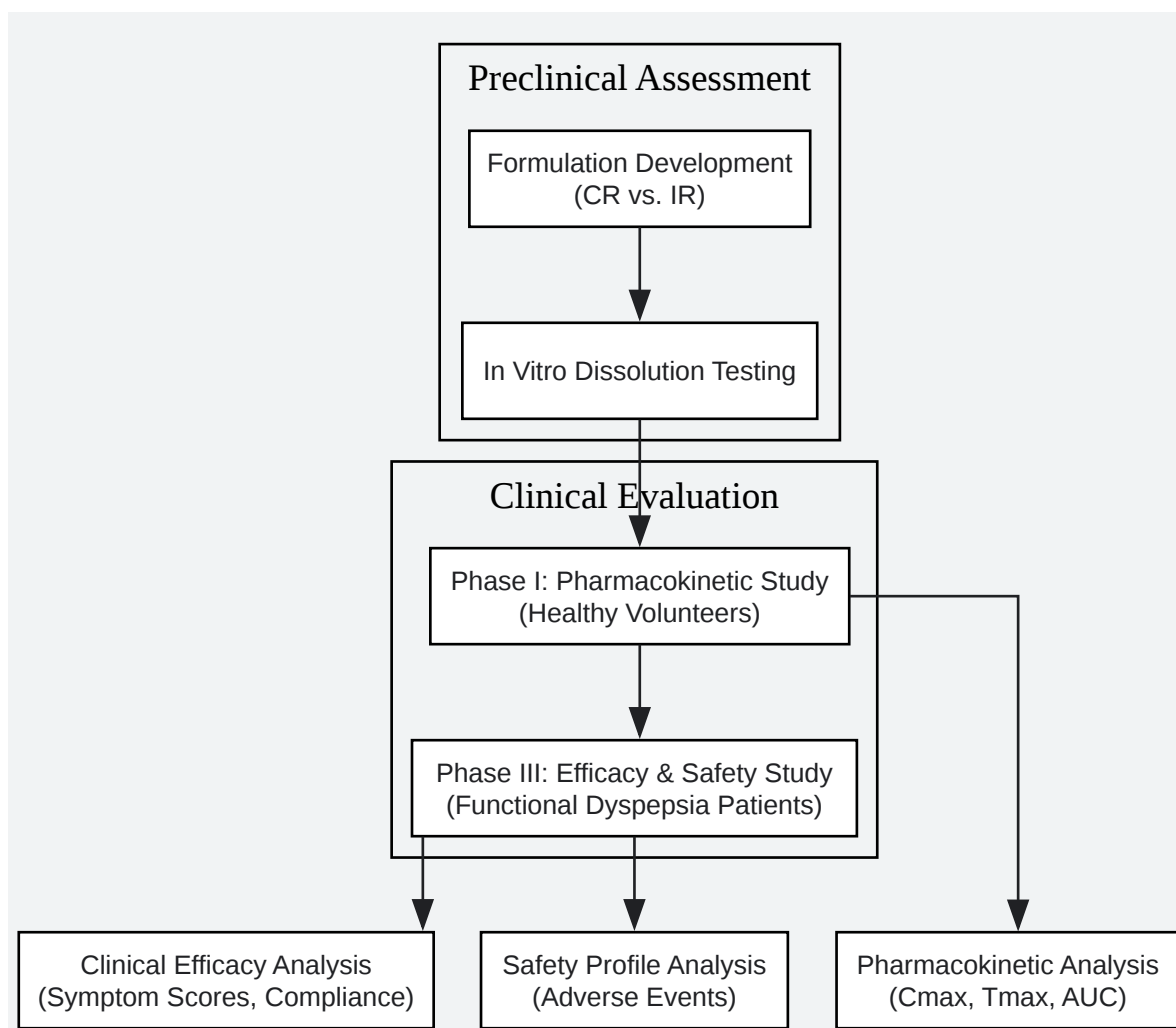 Preclinical Assessment
Formulation Development
(CR vs. IR)
In Vitro Dissolution Testing
Clinical Evaluation
Phase I: Pharmacokinetic Study
(Healthy Volunteers)
Phase III: Efficacy & Safety Study
(Functional Dyspepsia Patients)
Clinical Efficacy Analysis
(Symptom Scores, Compliance)
Safety Profile Analysis
(Adverse Events)
Pharmacokinetic Analysis
(Cmax, Tmax, AUC)